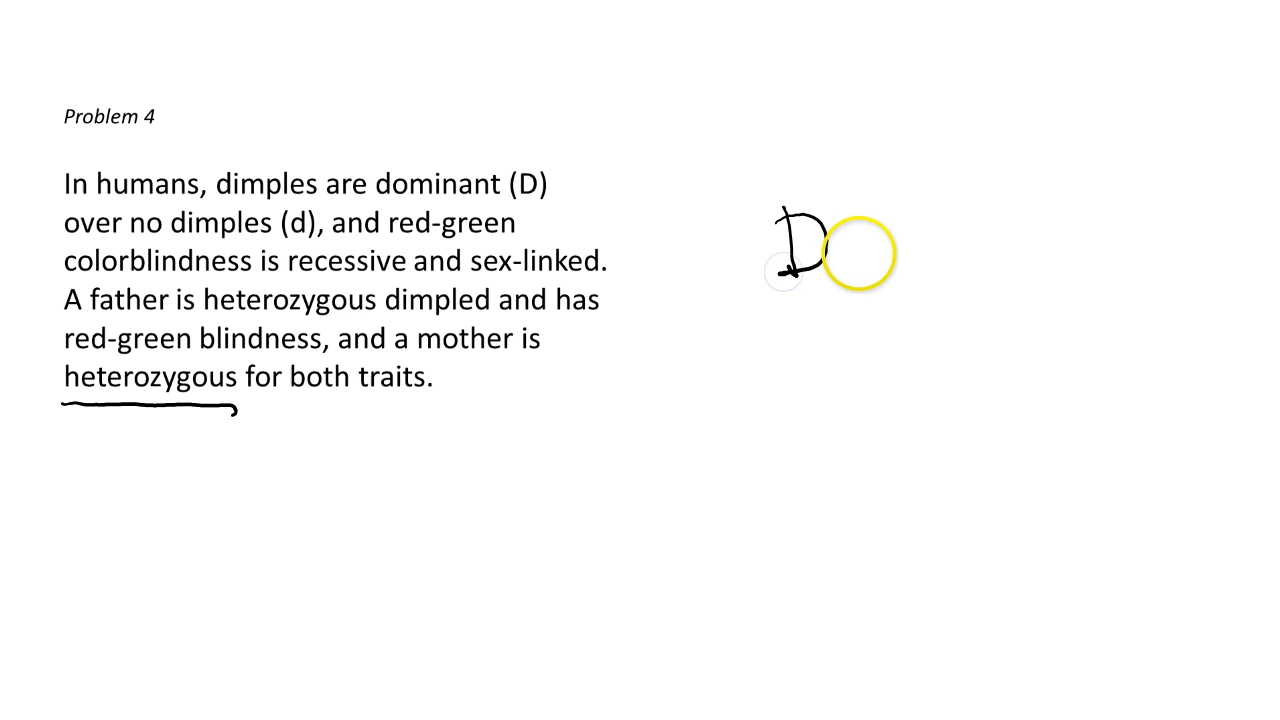 Problem 4
In humans, dimples are dominant (D)
over no dimples (d), and red-green
colorblindness is recessive and sex-linked.
A father is heterozygous dimpled and has
red-green blindness, and a mother is
heterozygous for both traits.
D